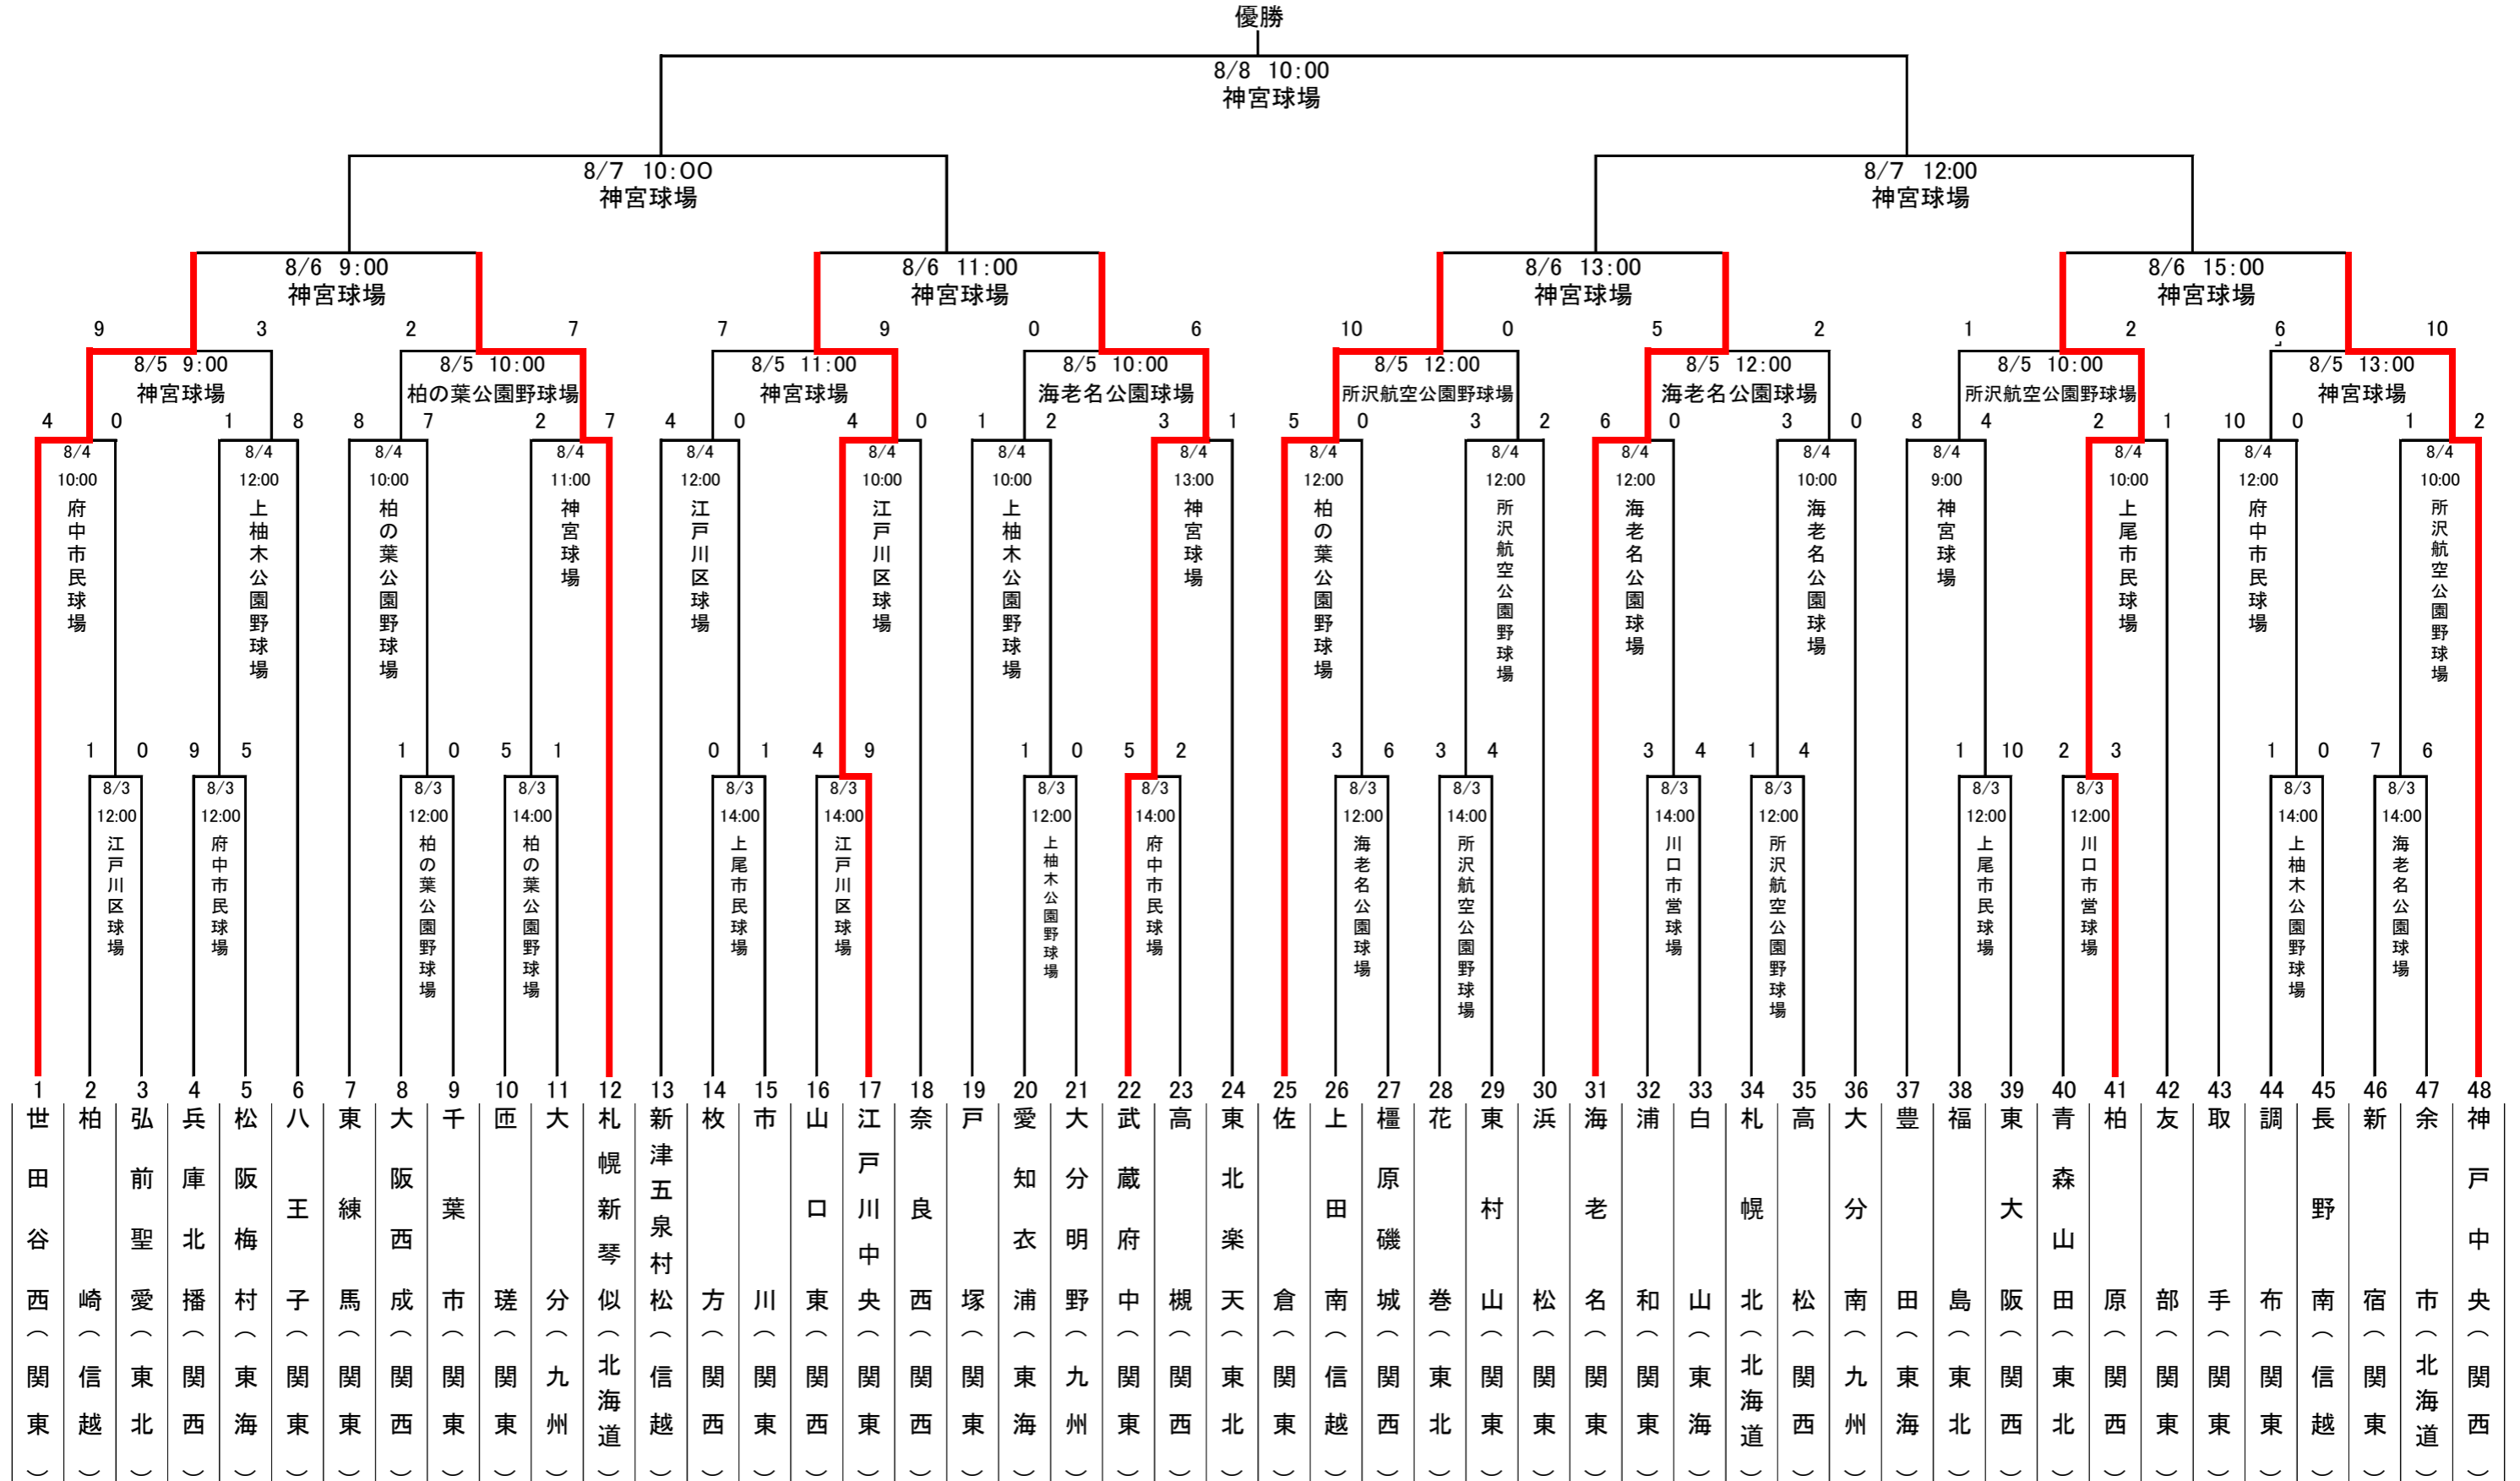 優勝
8/8 10:00
神宮球場
8/7 10:00
神宮球場
8/7 12:00
神宮球場
8/6 9:00
神宮球場
8/6 11:00
神宮球場
8/6 13:00
神宮球場
8/6 15:00
神宮球場
9 3 2 7 7 9 0 6 10 0 5 2 1 2 6 10
8/5 9:00
神宮球場
8/5 10:00
柏の葉公園野球場
8/5 11:00
神宮球場
8/5 10:00
海老名公園球場
8/5 12:00
所沢航空公園野球場
8/5 12:00
海老名公園球場
8/5 10:00
所沢航空公園野球場
8/5 13:00
神宮球場
4 0 1 8 8 7 2 7 4 0 4 0 1 2 3 1 5 0 3 2 6 0 3 0 8 4 2 1 10 0 1 2
8/4
10:00
府中市民球場
8/4
12:00
上柚木公園野球場
8/4
10:00
柏の葉公園野球場
8/4
11:00
神宮球場
8/4
12:00
江戸川区球場
8/4
10:00
江戸川区球場
8/4
10:00
上柚木公園野球場
8/4
13:00
神宮球場
8/4
12:00
柏の葉公園野球場
8/4
12:00
所沢航空公園野球場
8/4
12:00
海老名公園球場
8/4
10:00
海老名公園球場
8/4
9:00
神宮球場
8/4
10:00
上尾市民球場
8/4
12:00
府中市民球場
8/4
10:00
所沢航空公園野球場
1 0 9 5 1 0 5 1 0 1 4 9 1 0 5 2 3 6 3 4 3 4 1 4 1 10 2 3 1 0 7 6
8/3
12:00
江戸川区球場
8/3
12:00
府中市民球場
8/3
12:00
柏の葉公園野球場
8/3
14:00
柏の葉公園野球場
8/3
14:00
上尾市民球場
8/3
14:00
江戸川区球場
8/3
12:00
上柚木公園野球場
8/3
14:00
府中市民球場
8/3
12:00
海老名公園球場
8/3
14:00
所沢航空公園野球場
8/3
14:00
川口市営球場
8/3
12:00
所沢航空公園野球場
8/3
12:00
上尾市民球場
8/3
12:00
川口市営球場
8/3
14:00
上柚木公園野球場
8/3
14:00
海老名公園球場
1 世田谷西（関東）
2 柏崎（信越）
3 弘前聖愛（東北）
4 兵庫北播（関西）
5 松阪梅村（東海）
6 八王子（関東）
7 東練馬（関東）
8 大阪西成（関西）
9 千葉市（関東）
10 匝瑳（関東）
11 大分（九州）
12 札幌新琴似（北海道）
13 新津五泉村松（信越）
14 枚方（関西）
15 市川（関東）
16 山口東（関西）
17 江戸川中央（関東）
18 奈良西（関西）
19 戸塚（関東）
20 愛知衣浦（東海）
21 大分明野（九州）
22 武蔵府中（関東）
23 高槻（関西）
24 東北楽天（東北）
25 佐倉（関東）
26 上田南（信越）
27 橿原磯城（関西）
28 花巻（東北）
29 東村山（関東）
30 浜松（関東）
31 海老名（関東）
32 浦和（関東）
33 白山（東海）
34 札幌北（北海道）
35 高松（関西）
36 大分南（九州）
37 豊田（東海）
38 福島（東北）
39 東大阪（関西）
40 青森山田（東北）
41 柏原（関西）
42 友部（関東）
43 取手（関東）
44 調布（関東）
45 長野南（信越）
46 新宿（関東）
47 余市（北海道）
48 神戸中央（関西）